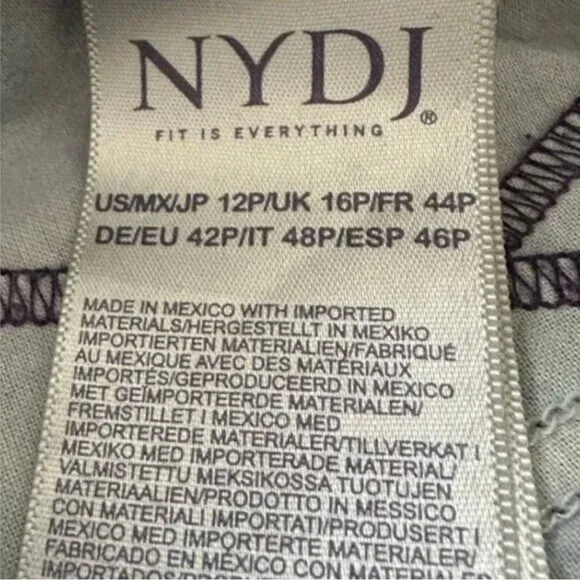 NYDJ®
FIT IS EVERYTHING
US/MX/JP 12P/UK 16P/FR 44P
DE/EU 42P/IT 48P/ESP 46P
MADE IN MEXICO WITH IMPORTED
MATERIALS/HERGESTELLT IN MEXIKO
IMPORTIERTEN MATERIALIEN/FABRIQUÉ
AU MEXIQUE AVEC DES MATÉRIAUX
IMPORTÉS/GEPRODUCEERD IN MEXICO
MET GEÏMPORTEERDE MATERIALEN/
FREMSTILLET I MEXICO MED
IMPORTEREDE MATERIALER/TILLVERKAT I
MEXIKO MED IMPORTERADE MATERIAL/
VALMISTETTU MEKSIKOSSA TUOTUJEN
MATERIAALIEN/PRODOTTO IN MESSICO
CON MATERIALI IMPORTATI/PRODUSERT I
MEXICO MED IMPORTERTE MATERIALER/
FABRICADO EN MÉXICO CON MATERIALES